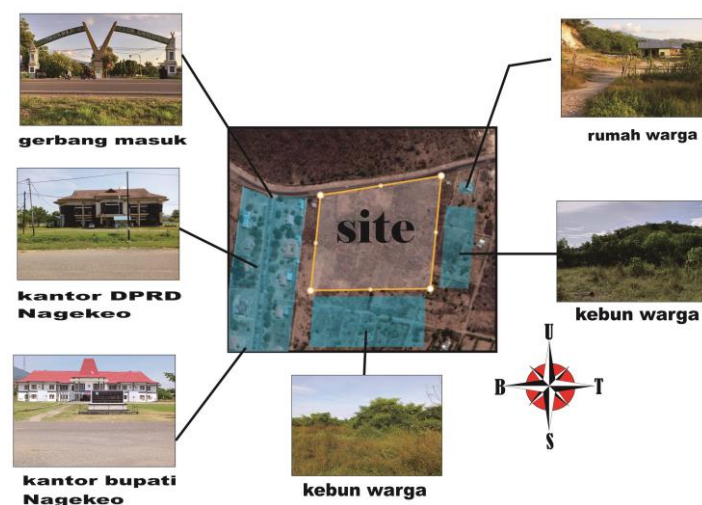 gerbang masuk
rumah warga
site
kantor DPRD
Nagekeo
kebun warga
U
B
T
S
kantor bupati
Nagekeo
kebun warga